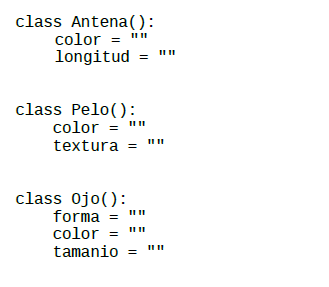 class Antena():
    color = ""
    longitud = ""
class Pelo():
    color = ""
    textura = ""
class Ojo():
    forma = ""
    color = ""
    tamanio = ""